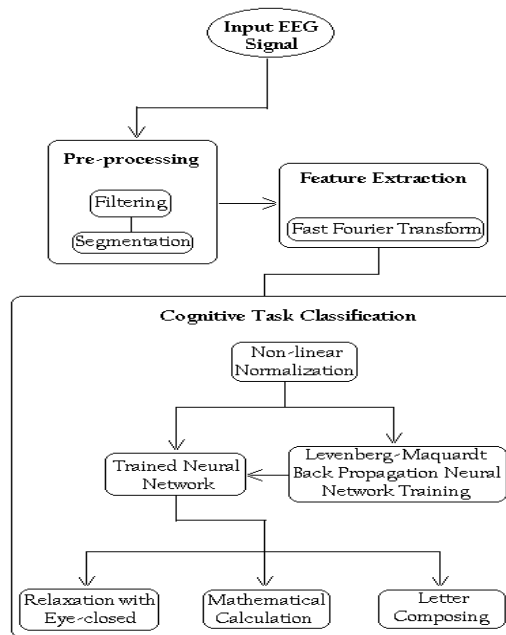 Input EEG
Signal
Pre-processing
Filtering
Segmentation
Feature Extraction
Fast Fourier Transform
Cognitive Task Classification
Non-linear
Normalization
Trained Neural
Network
Levenberg-Maquardt
Back Propagation Neural
Network Training
Relaxation with
Eye-closed
Mathematical
Calculation
Letter
Composing